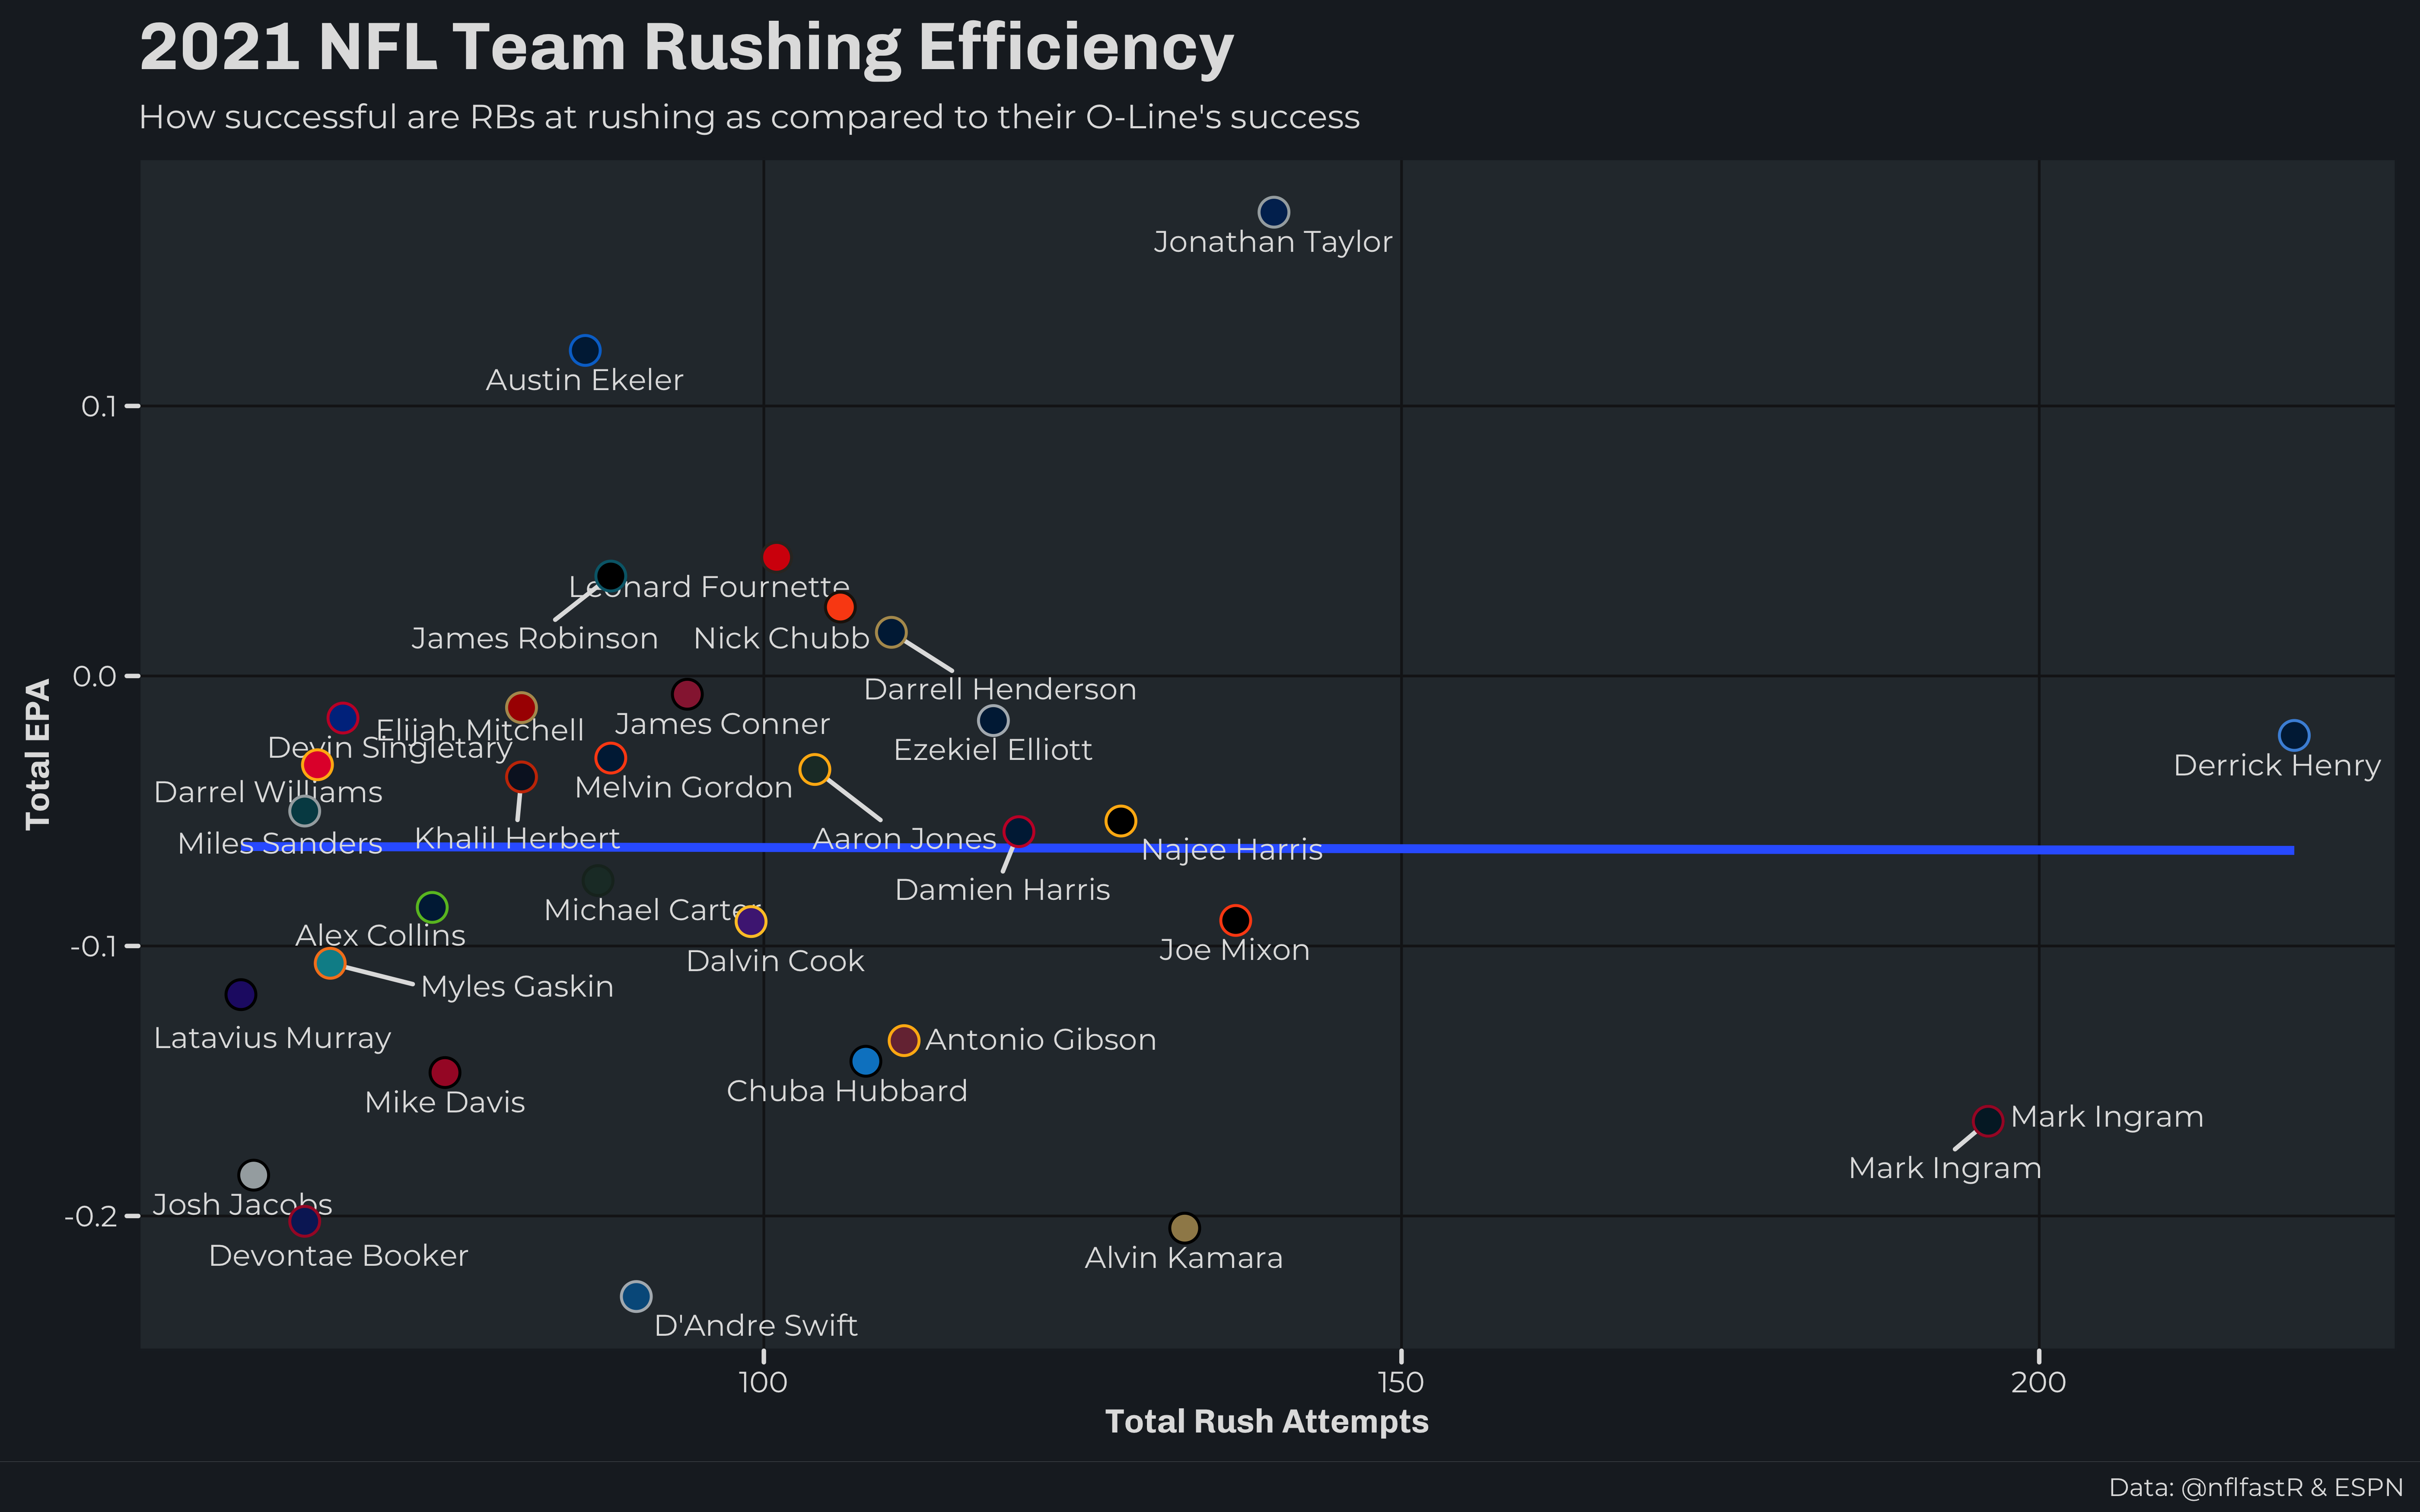 2021 NFL Team Rushing Efficiency
How successful are RBs at rushing as compared to their O-Line's success
Jonathan Taylor
Austin Ekeler
0.1
Leonard Fournette
James Robinson
Nick Chubb
0.0
Darrell Henderson
Elijah Mitchell
James Conner
Devin Singletary
Ezekiel Elliott
Derrick Henry
Darrel Williams
Melvin Gordon
Miles Sanders
Khalil Herbert
Aaron Jones
Najee Harris
Damien Harris
Michael Carter
Alex Collins
-0.1
Dalvin Cook
Joe Mixon
Myles Gaskin
Latavius Murray
Antonio Gibson
Mike Davis
Chuba Hubbard
Mark Ingram
Mark Ingram
Josh Jacobs
-0.2
Devontae Booker
Alvin Kamara
D'Andre Swift
Total EPA
100
150
200
Total Rush Attempts
Data: @nflfastR & ESPN